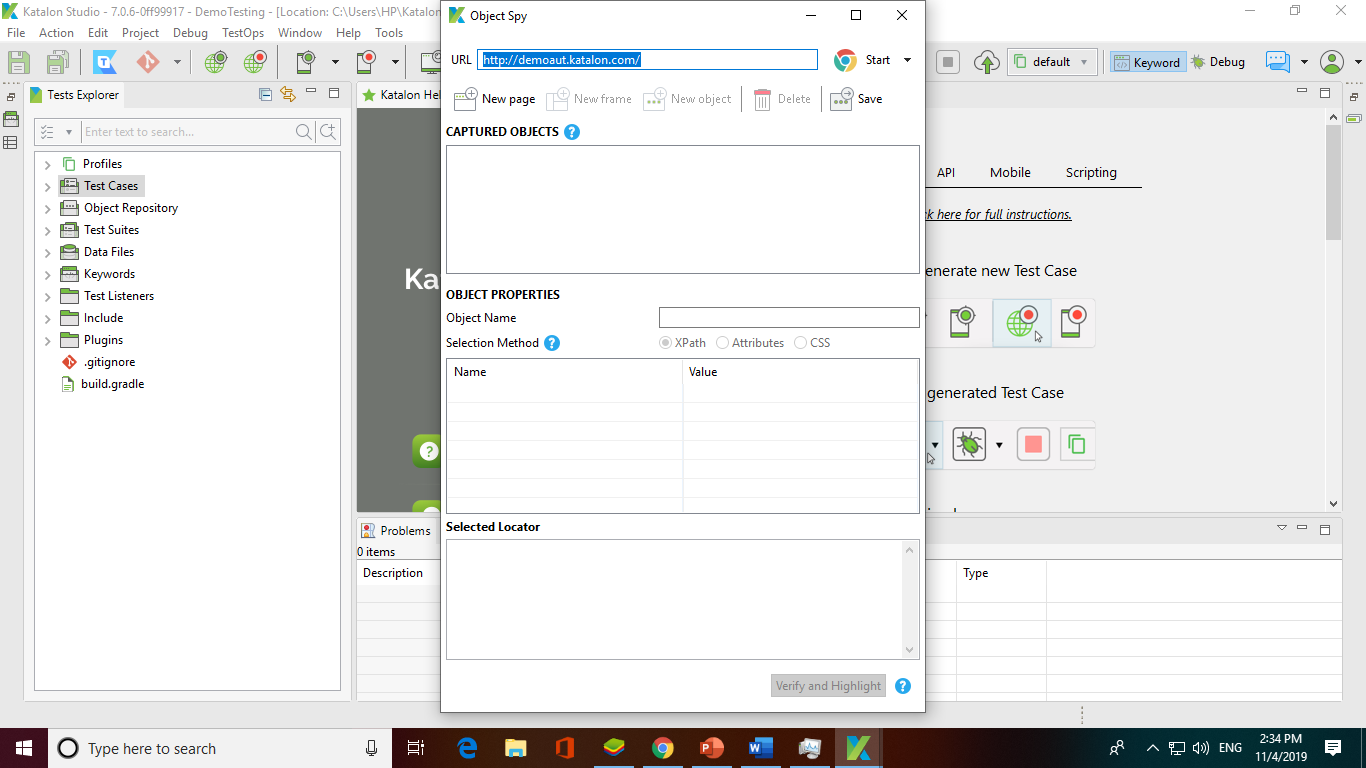 Katalon Studio - 7.0.6-0ff99917 - DemoTesting - [Location: C:\Users\HP\Katalon
File Action Edit Project Debug TestOps Window Help Tools
default Keyword Debug
Tests Explorer
Enter text to search...
Profiles
Test Cases
Object Repository
Test Suites
Data Files
Keywords
Test Listeners
Include
Plugins
.gitignore
build.gradle
Katalon Hel
Ka
Object Spy
URL http://demoaut.katalon.com/ Start
New page New frame New object Delete Save
CAPTURED OBJECTS
OBJECT PROPERTIES
Object Name
Selection Method XPath Attributes CSS
Name Value
Selected Locator
Verify and Highlight
API Mobile Scripting
k here for full instructions.
enerate new Test Case
generated Test Case
Problems
0 items
Description Type
Type here to search
ENG
2:34 PM
11/4/2019